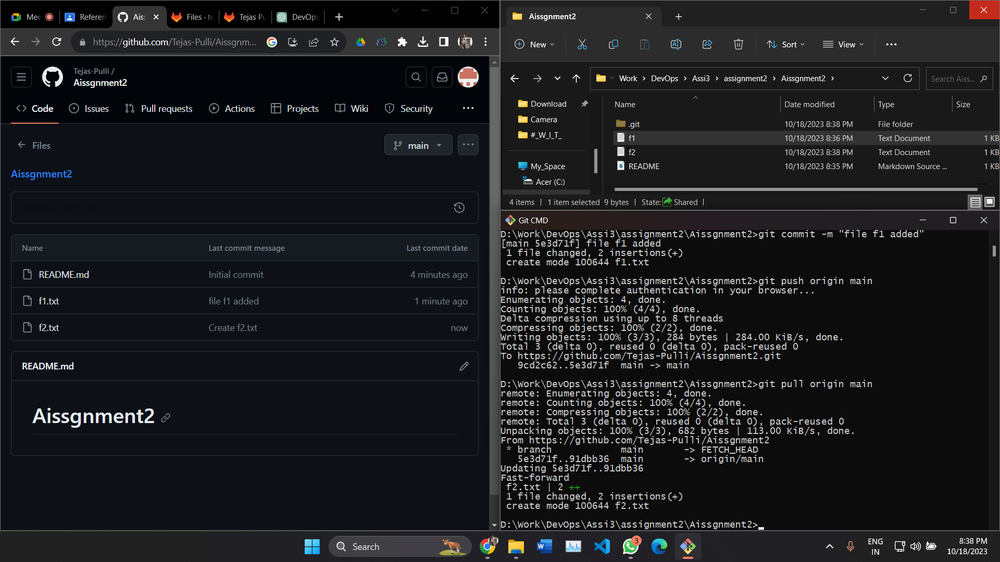 Mee
Referen
Ais
Files · te
Tejas Pu
DevOps
https://github.com/Tejas-Pulli/Aissgnm...
Tejas-Pulli /
Aissgnment2
Code
Issues
Pull requests
Actions
Projects
Wiki
Security
Files
main
Aissgnment2
Name Last commit message Last commit date
README.md Initial commit 4 minutes ago
f1.txt file f1 added 1 minute ago
f2.txt Create f2.txt now
README.md
Aissgnment2
Aissgnment2
New
Sort
View
Work > DevOps > Assi3 > assignment2 > Aissgnment2 >
Search Aiss...
Download
Camera
#_W_I_T_
My_Space
Acer (C:)
Name Date modified Type Size
.git 10/18/2023 8:38 PM File folder
f1 10/18/2023 8:36 PM Text Document 1 KB
f2 10/18/2023 8:38 PM Text Document 1 KB
README 10/18/2023 8:35 PM Markdown Source ... 1 KB
4 items | 1 item selected 9 bytes | State: Shared |
Git CMD
D:\Work\DevOps\Assi3\assignment2\Aissgnment2>git commit -m "file f1 added"
[main 5e3d71f] file f1 added
1 file changed, 2 insertions(+)
create mode 100644 f1.txt
D:\Work\DevOps\Assi3\assignment2\Aissgnment2>git push origin main
info: please complete authentication in your browser...
Enumerating objects: 4, done.
Counting objects: 100% (4/4), done.
Delta compression using up to 8 threads
Compressing objects: 100% (2/2), done.
Writing objects: 100% (3/3), 284 bytes | 284.00 KiB/s, done.
Total 3 (delta 0), reused 0 (delta 0), pack-reused 0
To https://github.com/Tejas-Pulli/Aissgnment2.git
9cd2c62..5e3d71f main -> main
D:\Work\DevOps\Assi3\assignment2\Aissgnment2>git pull origin main
remote: Enumerating objects: 4, done.
remote: Counting objects: 100% (4/4), done.
remote: Compressing objects: 100% (2/2), done.
remote: Total 3 (delta 0), reused 0 (delta 0), pack-reused 0
Unpacking objects: 100% (3/3), 682 bytes | 113.00 KiB/s, done.
From https://github.com/Tejas-Pulli/Aissgnment2
* branch main -> FETCH_HEAD
5e3d71f..91dbb36 main -> origin/main
Updating 5e3d71f..91dbb36
Fast-forward
f2.txt | 2 ++
1 file changed, 2 insertions(+)
create mode 100644 f2.txt
D:\Work\DevOps\Assi3\assignment2\Aissgnment2>
Search
3
ENG
IN
8:38 PM
10/18/2023